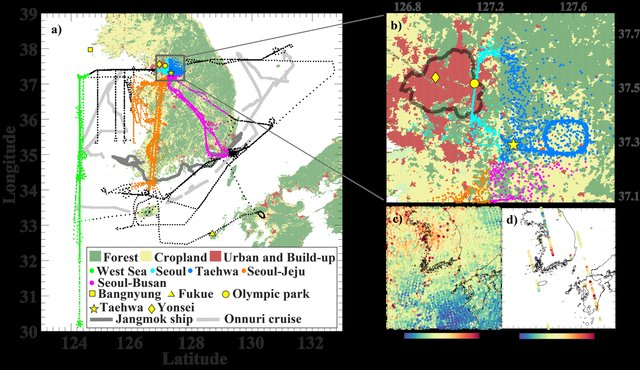 a)
39
38
37
36
35
34
33
32
31
30
Longitude
124
126
128
130
132
Latitude
Forest Cropland Urban and Build-up
West Sea Seoul Taehwa Seoul-Jeju
Seoul-Busan
Bangnyung Fukue Olympic park
Taehwa Yonsei
Jangmok ship Onnuri cruise
b)
126.8 127.2 127.6
37.7
37.5
37.3
37.1
c)
d)